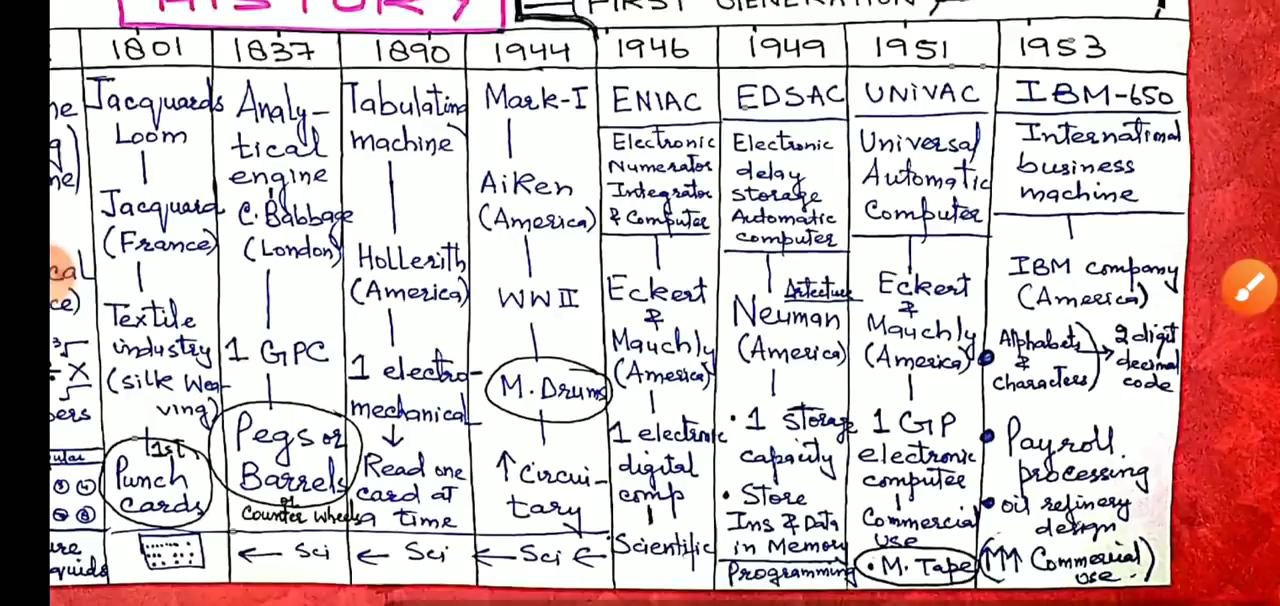 HISTORY
FIRST GENERATION
1801
Jacquards
Loom
Jacquard
(France)
Textile
industry
(silk Wea-
ving)
1st
Punch
cards
1837
Analy-
tical
engine
C. Babbage
(London)
1 GPC
Pegs or
Barrels
or
counter wheels
← Sci
1890
Tabulating
machine
Hollerith
(America)
1 electro-
mechanical
↓
Read one
card at
a time
← Sci
1944
Mark-I
Aiken
(America)
WW II
M. Drums
↑ circui-
tary
← Sci ←
1946
ENIAC
Electronic
Numerator
Integrator
& Computer
Eckert
&
Mauchly
(America)
1 electronic
digital
comp
Scientific
1949
EDSAC
Electronic
delay
storage
Automatic
computer
Neuman
(America)
• 1 storage
capacity
• Store
Ins & Data
in Memory
Programming
1951
UNIVAC
Universal
Automatic
Computer
Eckert
&
Mauchly
(America)
1 GP
electronic
computer
Commercial
use
• M. Tape
1953
IBM-650
International
business
machine
IBM company
(America)
Alphabets
&
characters
→ 2 digit
decimal
code
Payroll
processing
oil refinery
design
(↑↑ Commercial
use.)